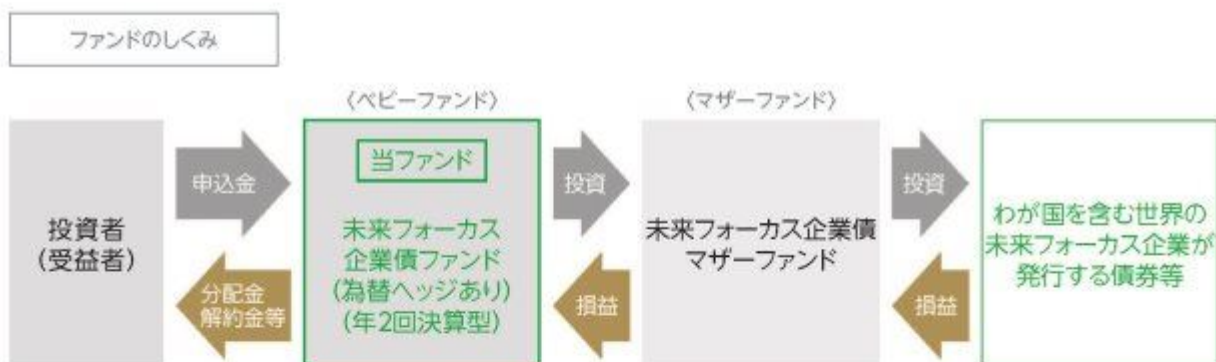 ファンドのしくみ
〈ベビーファンド〉
〈マザーファンド〉
投資者
(受益者)
申込金
分配金
解約金等
当ファンド
未来フォーカス
企業債ファンド
(為替ヘッジあり)
(年2回決算型)
投資
損益
未来フォーカス企業債
マザーファンド
投資
損益
わが国を含む世界の
未来フォーカス企業が
発行する債券等